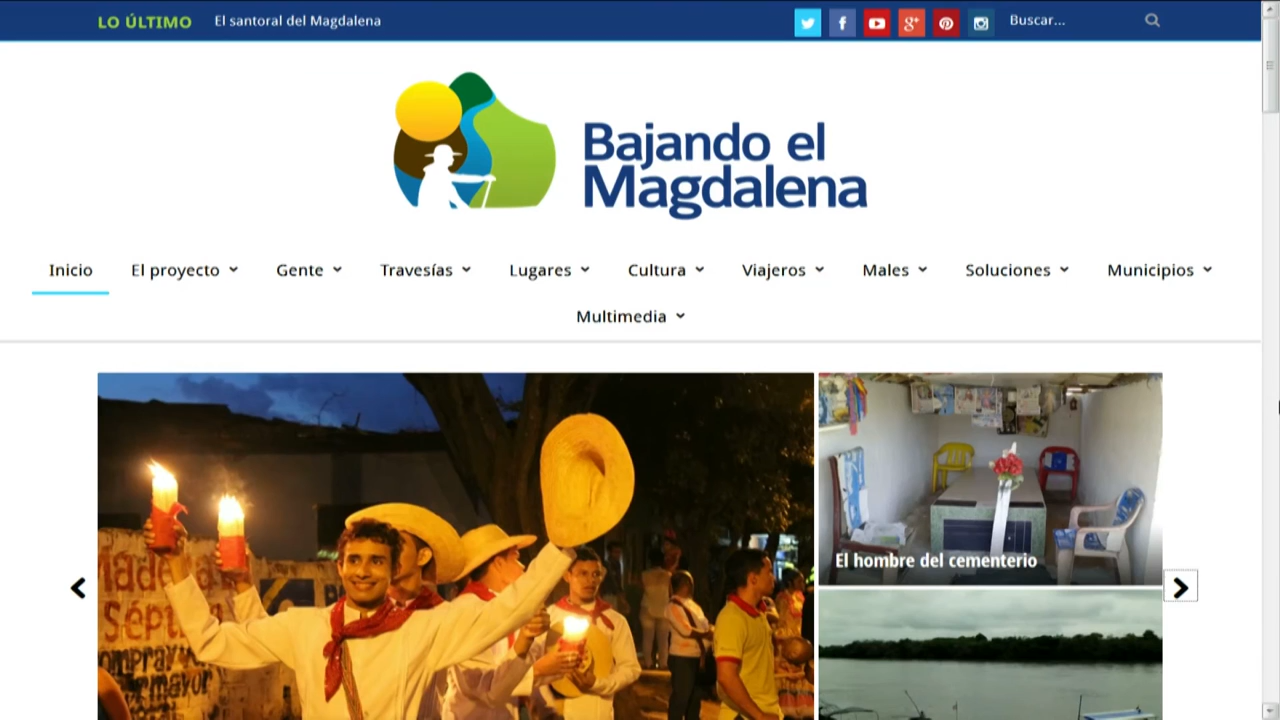 LO ÚLTIMO El santoral del Magdalena Buscar...
Bajando el
Magdalena
Inicio El proyecto Gente Travesías Lugares Cultura Viajeros Males Soluciones Municipios
Multimedia
El hombre del cementerio